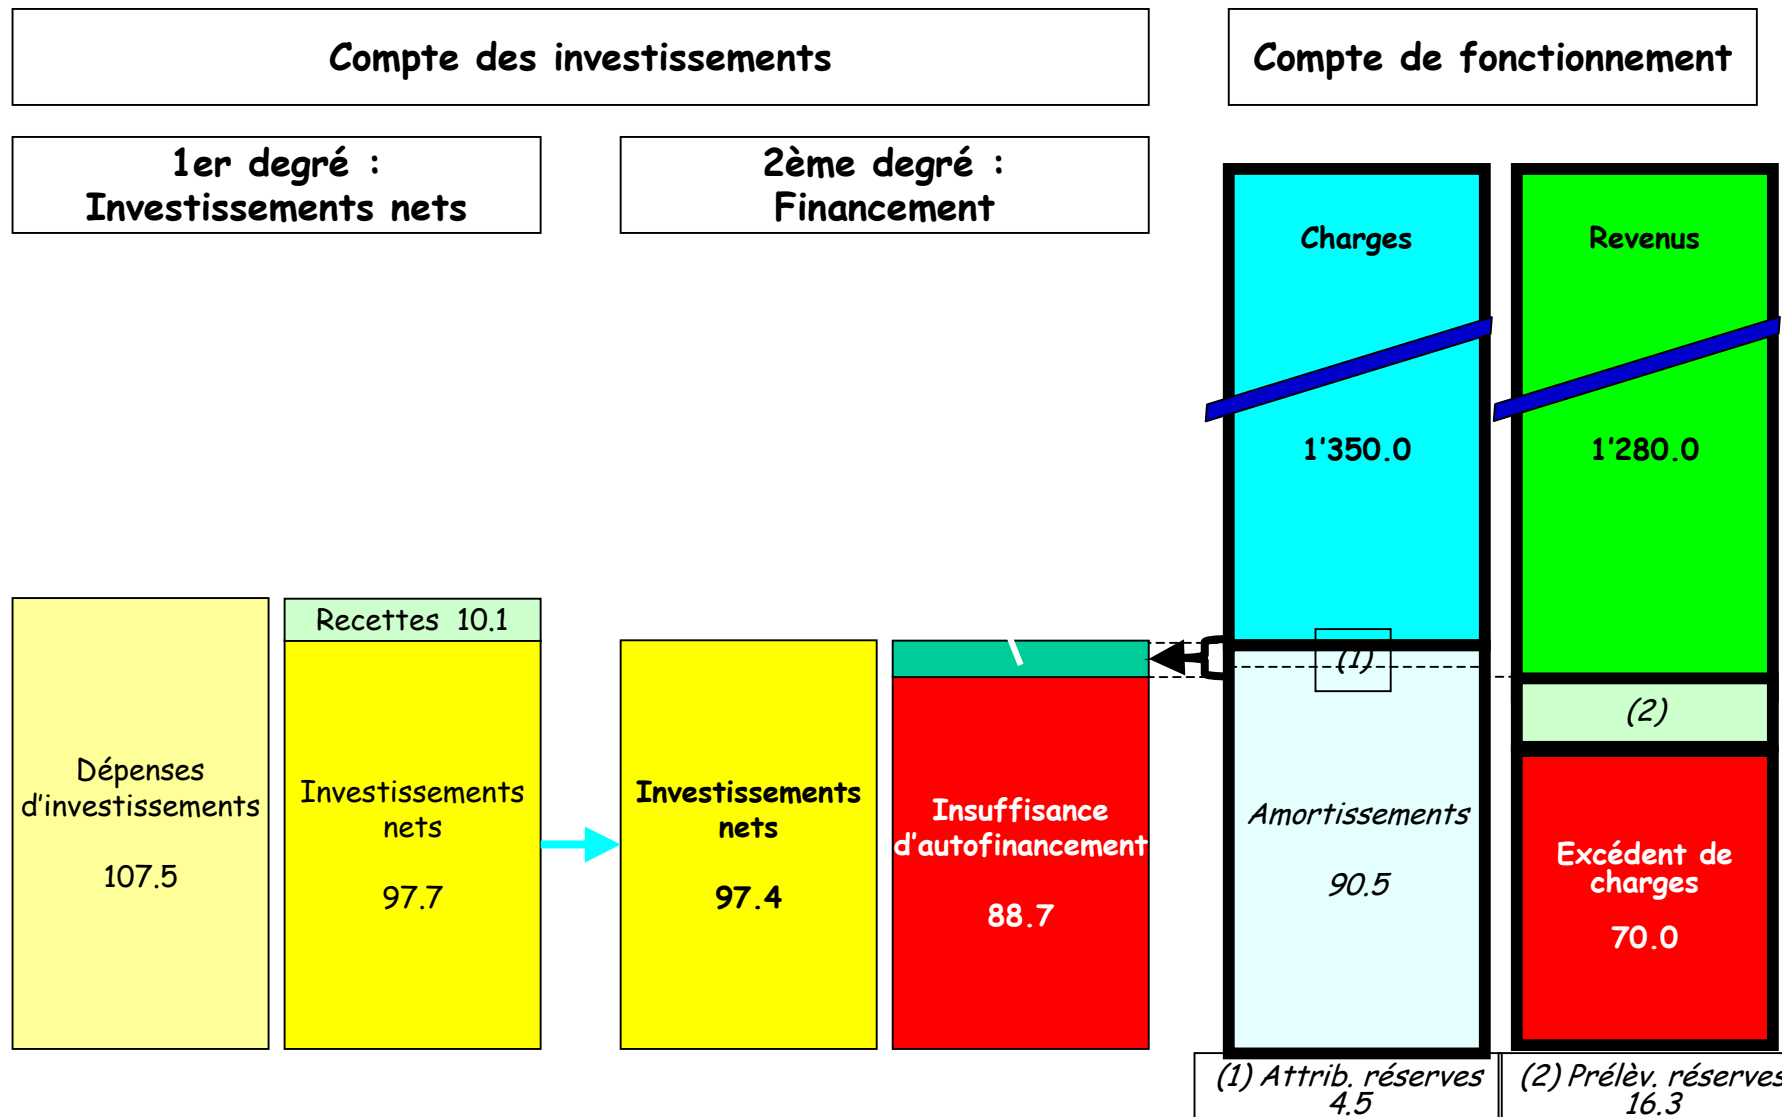 Compte des investissements
Compte de fonctionnement
1er degré :
Investissements nets
2ème degré :
Financement
Charges
1'350.0
Revenus
1'280.0
Recettes 10.1
Dépenses
d'investissements
107.5
Investissements
nets
97.7
Investissements
nets
97.4
Insuffisance
d'autofinancement
88.7
(1)
Amortissements
90.5
(2)
Excédent de
charges
70.0
(1) Attrib. réserves
4.5
(2) Prélèv. réserves
16.3